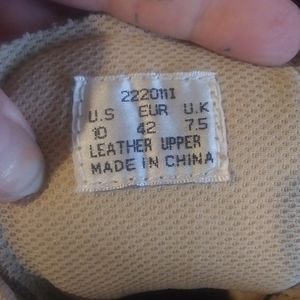 222011I
U.S EUR U.K
10 42 7.5
LEATHER UPPER
MADE IN CHINA